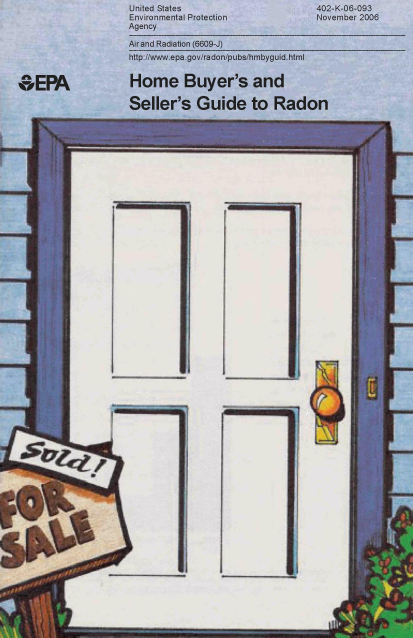 United States
Environmental Protection
Agency
402-K-06-093
November 2006
Air and Radiation (6609-J)
http://www.epa.gov/radon/pubs/hmbyguid.html
EPA
Home Buyer's and
Seller's Guide to Radon
Sold!
FOR
SALE